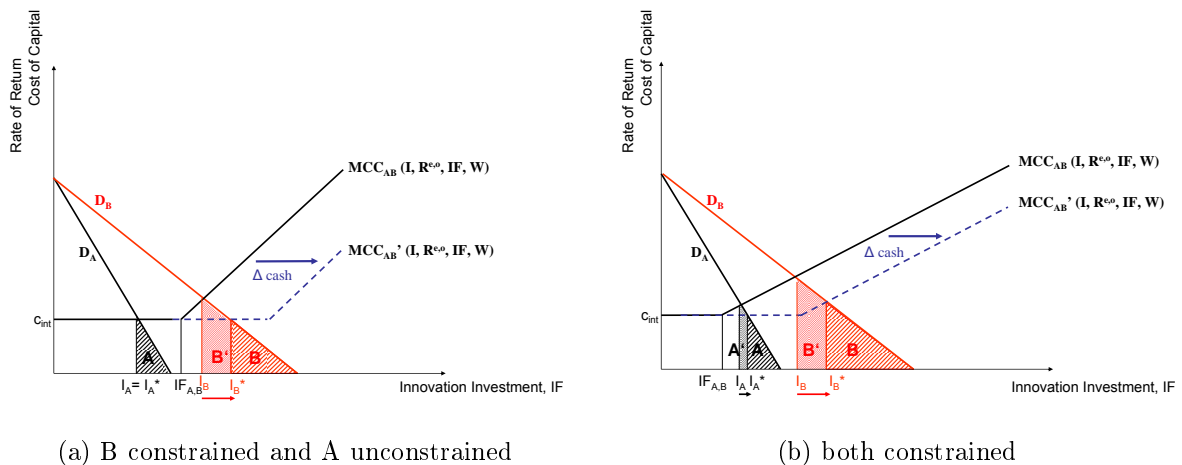 Rate of Return
Cost of Capital
MCC_AB (I, R^e,o, IF, W)
D_B
D_A
MCC_AB' (I, R^e,o, IF, W)
Δ cash
c_int
A
B'
B
I_A= I_A*
IF_A,B
I_B
I_B*
Innovation Investment, IF
(a) B constrained and A unconstrained
Rate of Return
Cost of Capital
MCC_AB (I, R^e,o, IF, W)
D_B
MCC_AB' (I, R^e,o, IF, W)
D_A
Δ cash
c_int
A'
A
B'
B
IF_A,B
I_A
I_A*
I_B
I_B*
Innovation Investment, IF
(b) both constrained